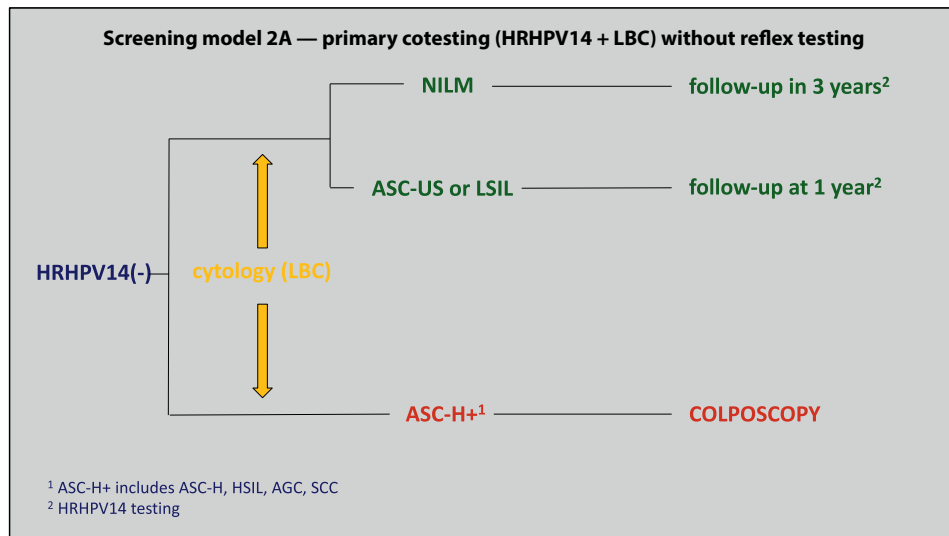 Screening model 2A — primary cotesting (HRHPV14 + LBC) without reflex testing
NILM
follow-up in 3 years²
ASC-US or LSIL
follow-up at 1 year²
HRHPV14(-)
cytology (LBC)
ASC-H+¹
COLPOSCOPY
¹ ASC-H+ includes ASC-H, HSIL, AGC, SCC
² HRHPV14 testing